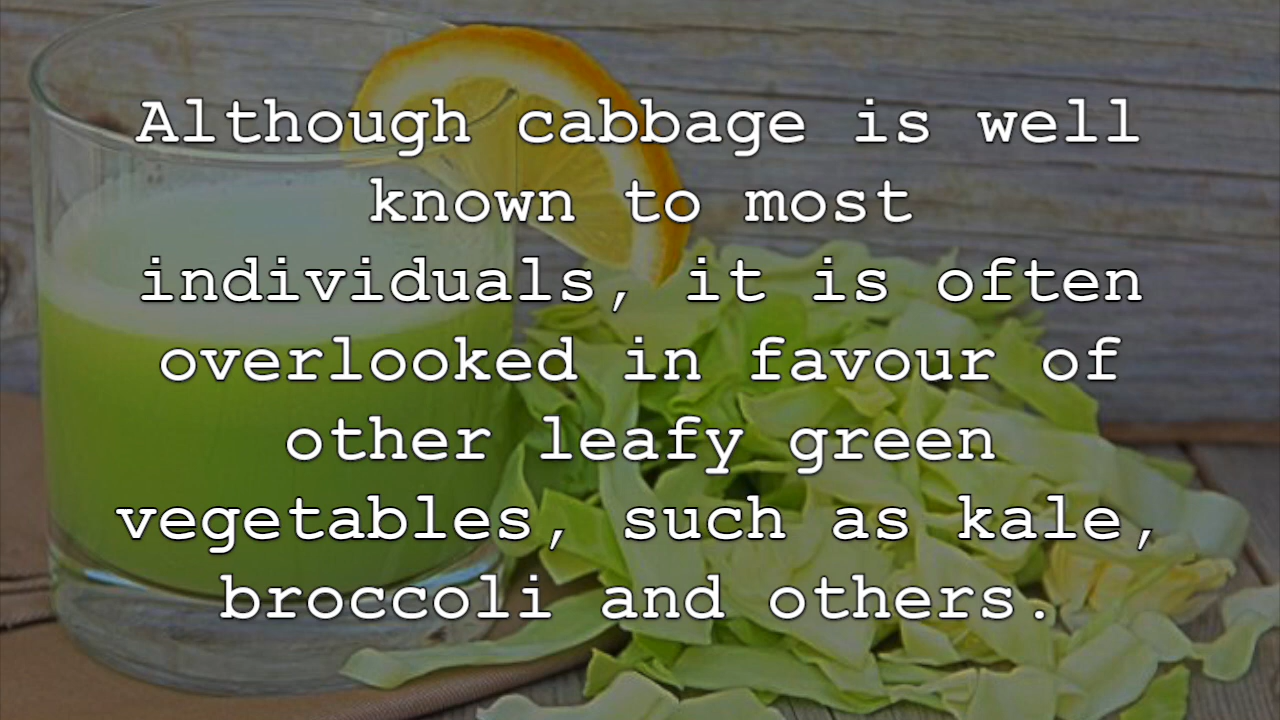 Although cabbage is well
known to most
individuals, it is often
overlooked in favour of
other leafy green
vegetables, such as kale,
broccoli and others.